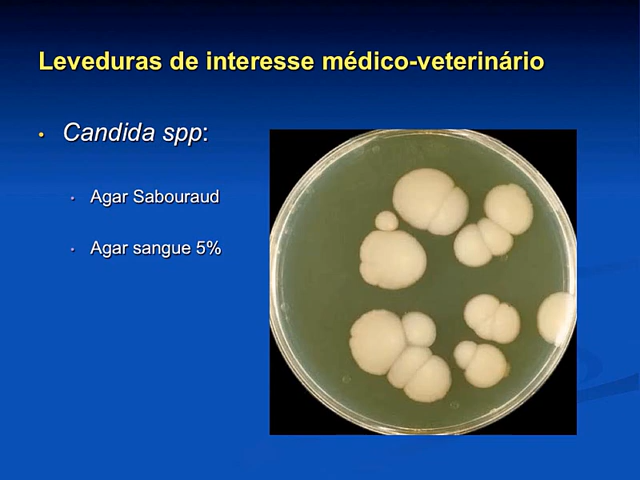 Leveduras de interesse médico-veterinário
• Candida spp:
• Agar Sabouraud
• Agar sangue 5%